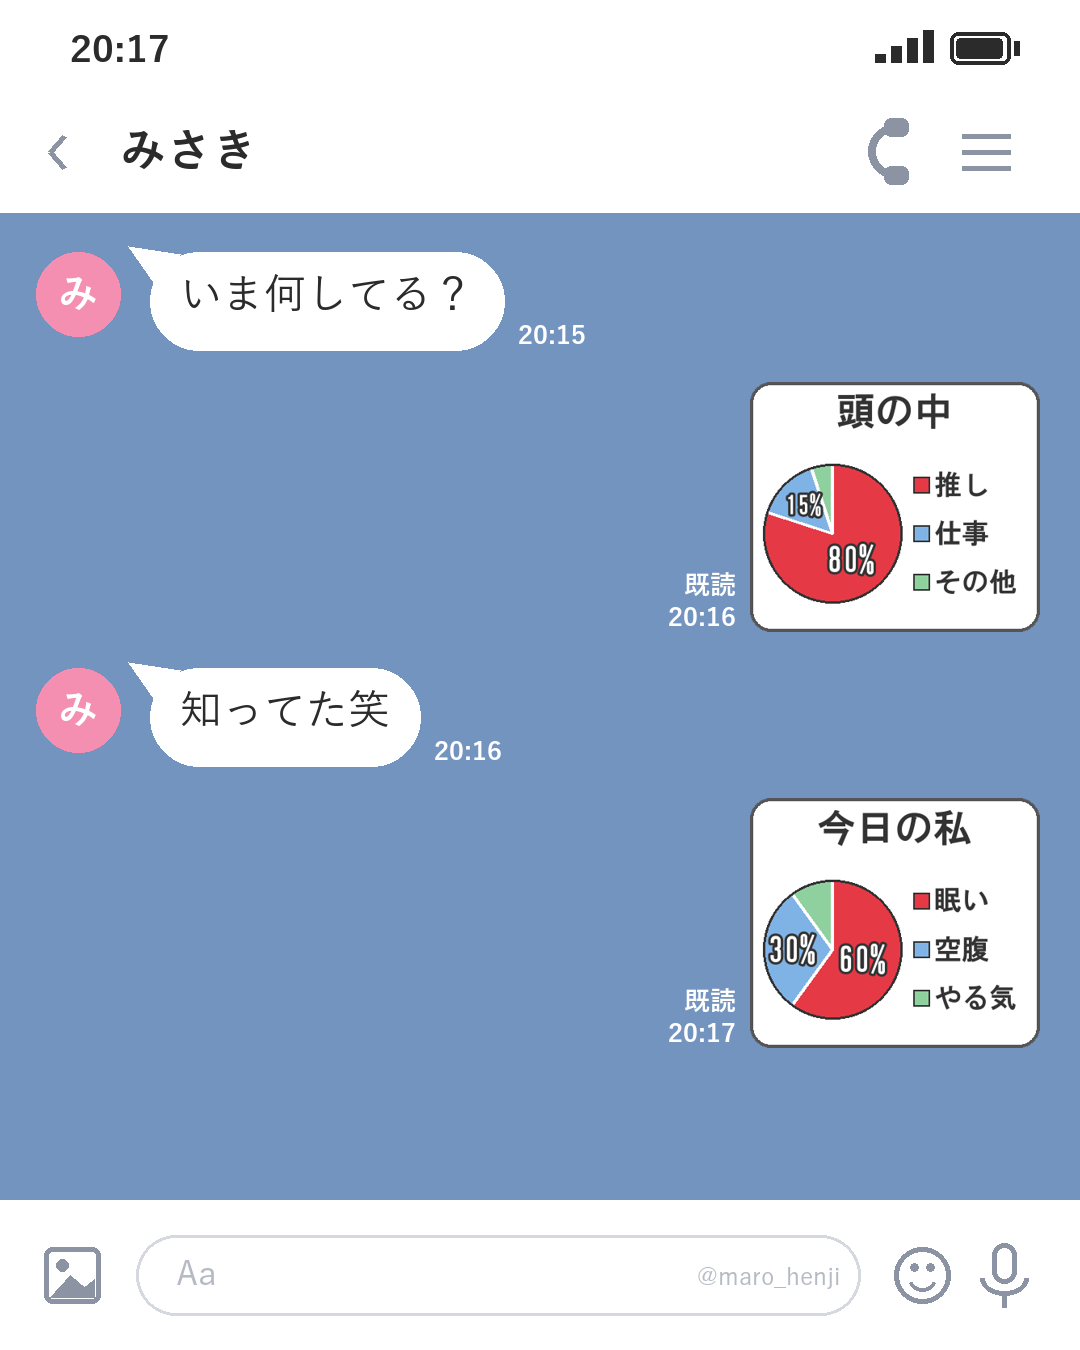 20:17
みさき
み
いま何してる？
20:15
頭の中
15%
80%
推し
仕事
その他
既読
20:16
み
知ってた笑
20:16
今日の私
30%
60%
眠い
空腹
やる気
既読
20:17
Aa
@maro_henji